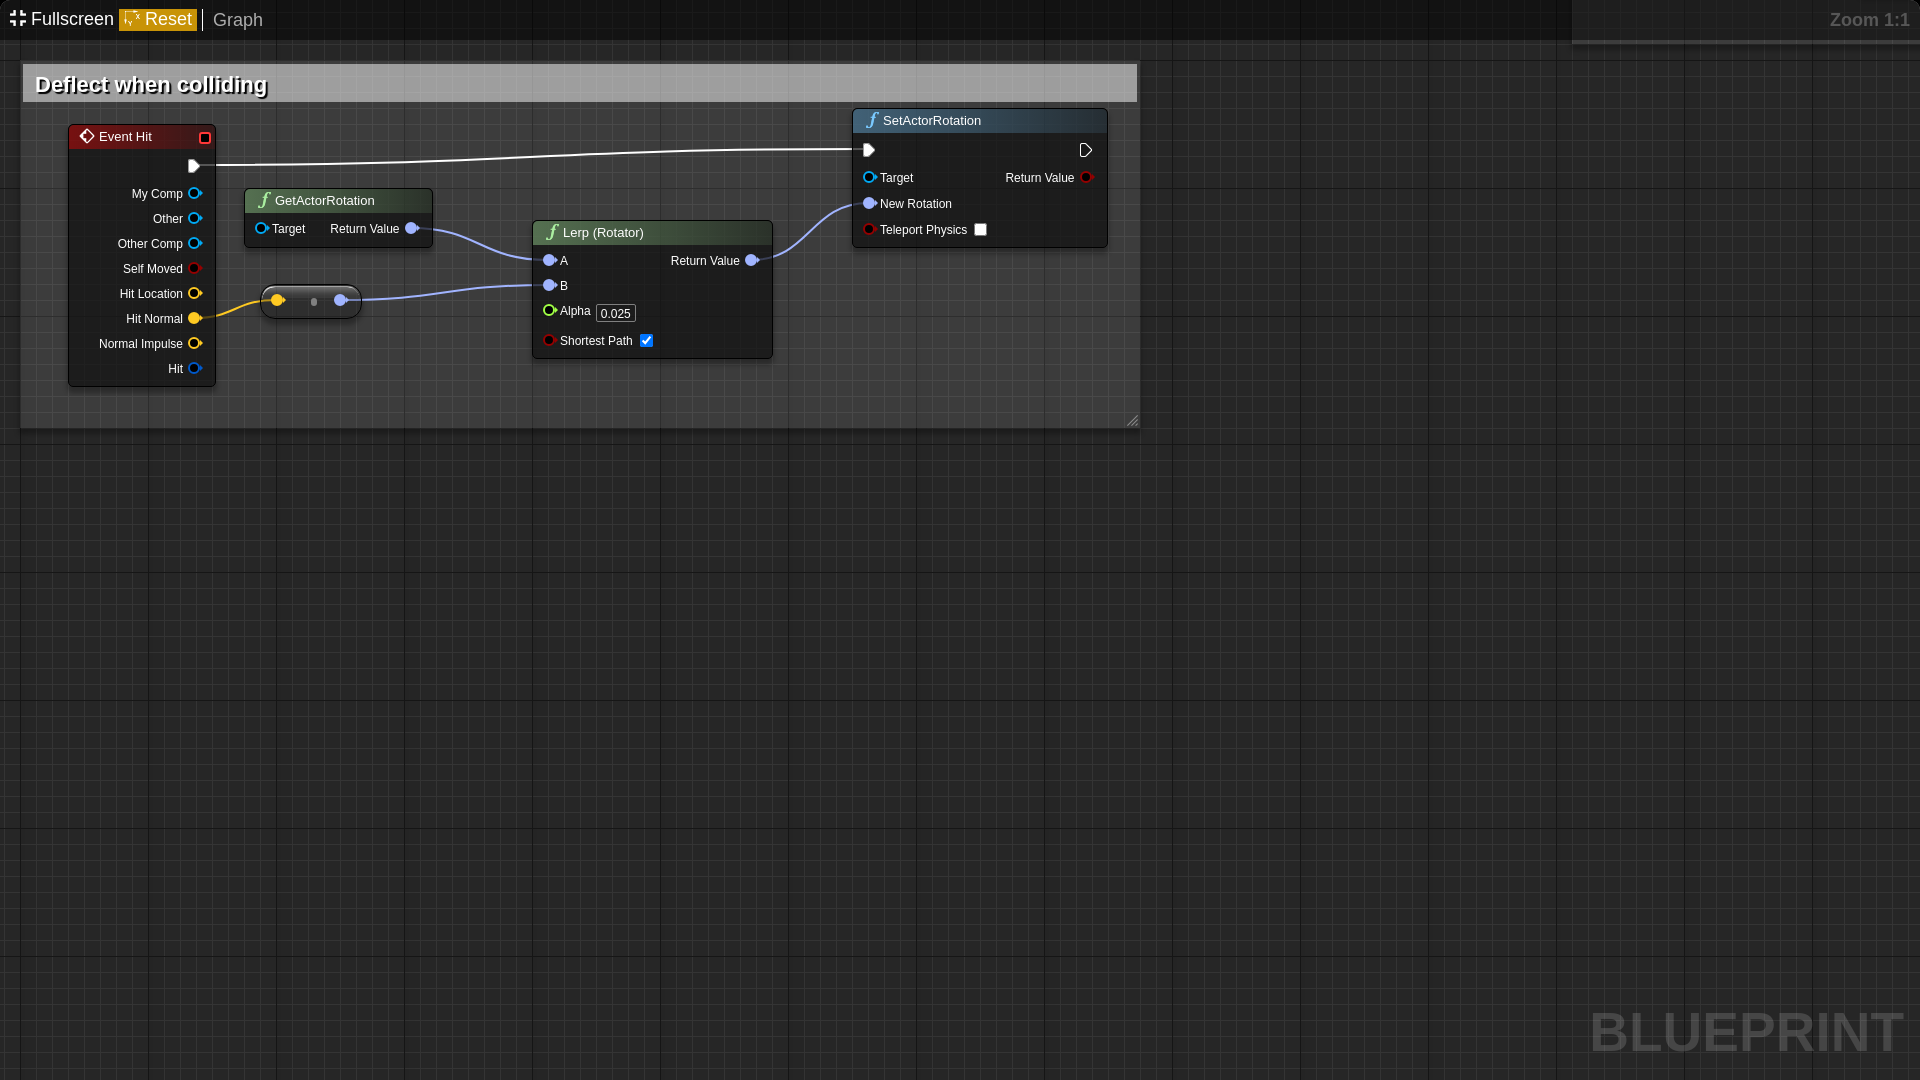 Fullscreen Reset Graph
Zoom 1:1
Deflect when colliding
Event Hit
My Comp
Other
Other Comp
Self Moved
Hit Location
Hit Normal
Normal Impulse
Hit
GetActorRotation
Target Return Value
Lerp (Rotator)
A Return Value
B
Alpha 0.025
Shortest Path
SetActorRotation
Target Return Value
New Rotation
Teleport Physics
BLUEPRINT